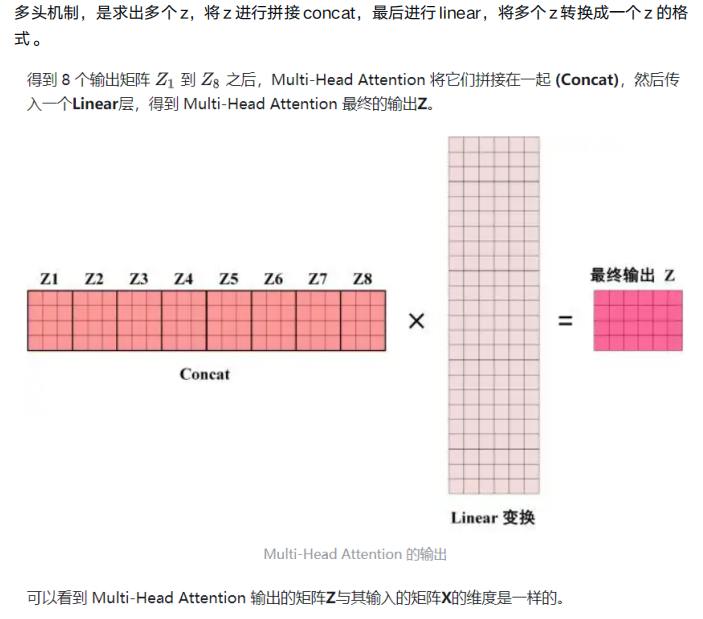 多头机制，是求出多个z，将z进行拼接concat，最后进行linear，将多个z转换成一个z的格
式。
得到 8 个输出矩阵 Z1 到 Z8 之后，Multi-Head Attention 将它们拼接在一起 (Concat)，然后传
入一个Linear层，得到 Multi-Head Attention 最终的输出Z。
Z1 Z2 Z3 Z4 Z5 Z6 Z7 Z8
最终输出 Z
× =
Concat
Linear 变换
Multi-Head Attention 的输出
可以看到 Multi-Head Attention 输出的矩阵Z与其输入的矩阵X的维度是一样的。